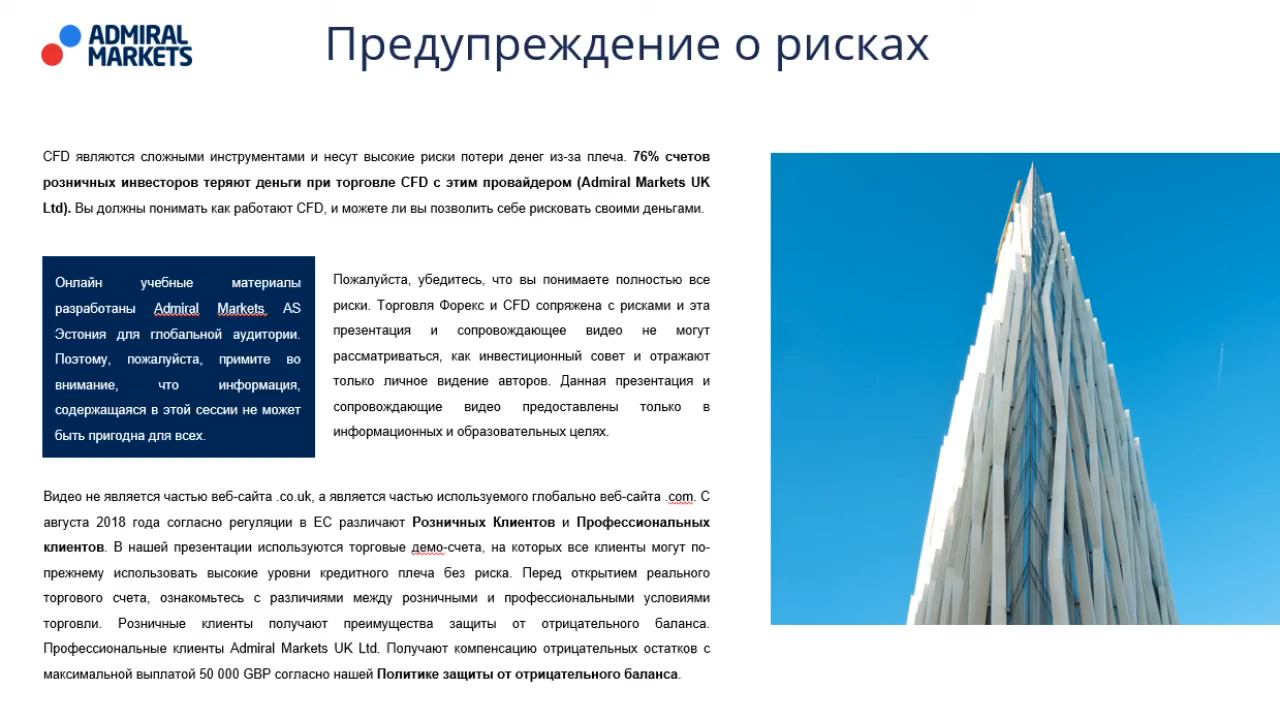 ADMIRAL
MARKETS
Предупреждение о рисках
CFD являются сложными инструментами и несут высокие риски потери денег из-за плеча. 76% счетов
розничных инвесторов теряют деньги при торговле CFD с этим провайдером (Admiral Markets UK
Ltd). Вы должны понимать как работают CFD, и можете ли вы позволить себе рисковать своими деньгами.
Онлайн учебные материалы
разработаны Admiral Markets AS
Эстония для глобальной аудитории.
Поэтому, пожалуйста, примите во
внимание, что информация,
содержащаяся в этой сессии не может
быть пригодна для всех.
Пожалуйста, убедитесь, что вы понимаете полностью все
риски. Торговля Форекс и CFD сопряжена с рисками и эта
презентация и сопровождающее видео не могут
рассматриваться, как инвестиционный совет и отражают
только личное видение авторов. Данная презентация и
сопровождающие видео предоставлены только в
информационных и образовательных целях.
Видео не является частью веб-сайта .co.uk, а является частью используемого глобально веб-сайта .com. С
августа 2018 года согласно регуляции в ЕС различают Розничных Клиентов и Профессиональных
клиентов. В нашей презентации используются торговые демо-счета, на которых все клиенты могут по-
прежнему использовать высокие уровни кредитного плеча без риска. Перед открытием реального
торгового счета, ознакомьтесь с различиями между розничными и профессиональными условиями
торговли. Розничные клиенты получают преимущества защиты от отрицательного баланса.
Профессиональные клиенты Admiral Markets UK Ltd. Получают компенсацию отрицательных остатков с
максимальной выплатой 50 000 GBP согласно нашей Политике защиты от отрицательного баланса.